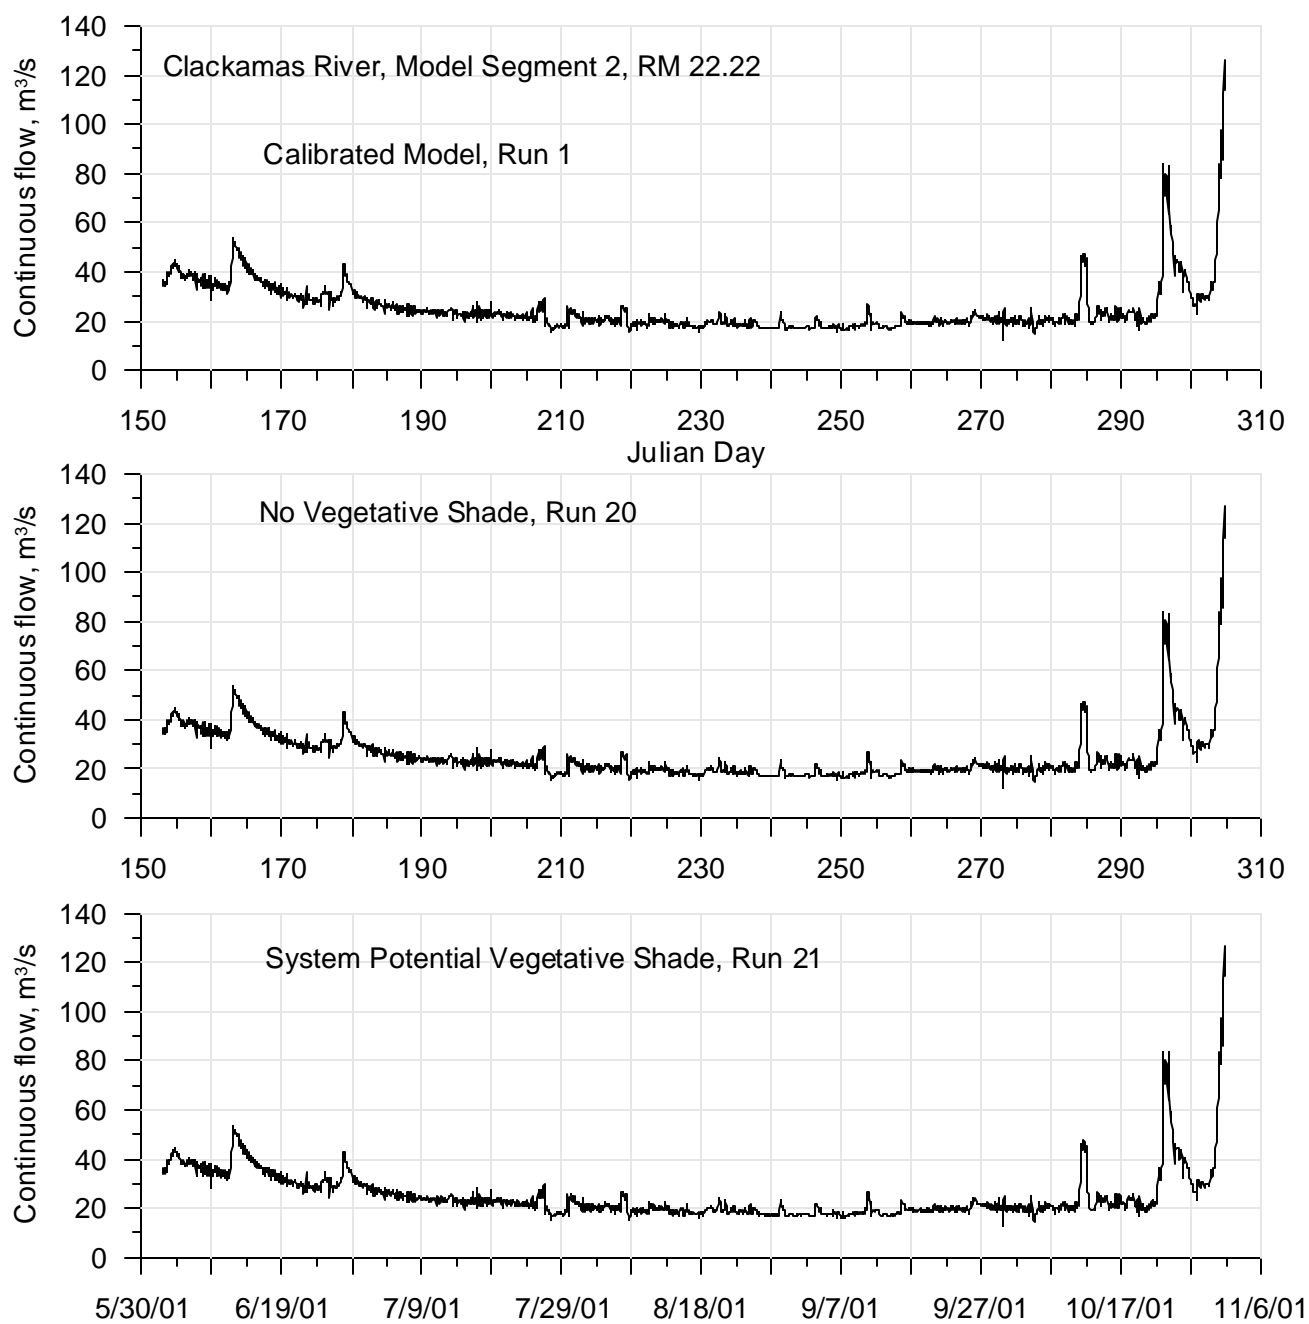 140
120
100
80
60
40
20
0
Continuous flow, m³/s
Clackamas River, Model Segment 2, RM 22.22
Calibrated Model, Run 1
150 170 190 210 230 250 270 290 310
Julian Day
140
120
100
80
60
40
20
0
Continuous flow, m³/s
No Vegetative Shade, Run 20
150 170 190 210 230 250 270 290 310
140
120
100
80
60
40
20
0
Continuous flow, m³/s
System Potential Vegetative Shade, Run 21
5/30/01 6/19/01 7/9/01 7/29/01 8/18/01 9/7/01 9/27/01 10/17/01 11/6/01